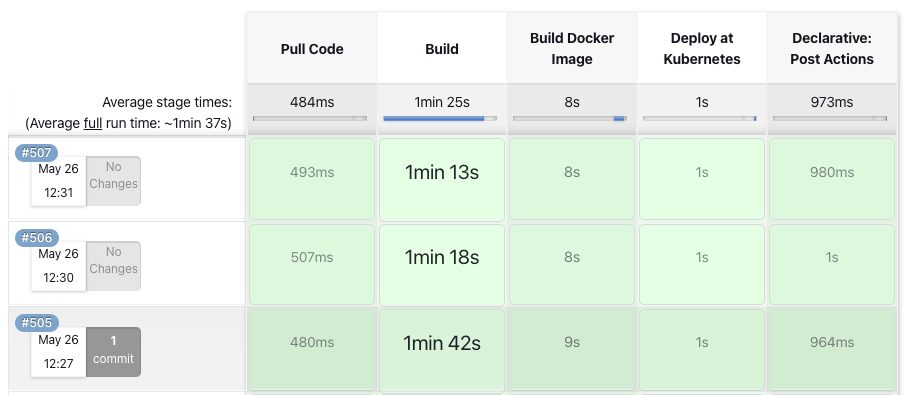 Pull Code
Build
Build Docker
Image
Deploy at
Kubernetes
Declarative:
Post Actions
Average stage times:
(Average full run time: ~1min 37s)
484ms
1min 25s
8s
1s
973ms
#507
May 26
12:31
No
Changes
493ms
1min 13s
8s
1s
980ms
#506
May 26
12:30
No
Changes
507ms
1min 18s
8s
1s
1s
#505
May 26
12:27
1
commit
480ms
1min 42s
9s
1s
964ms